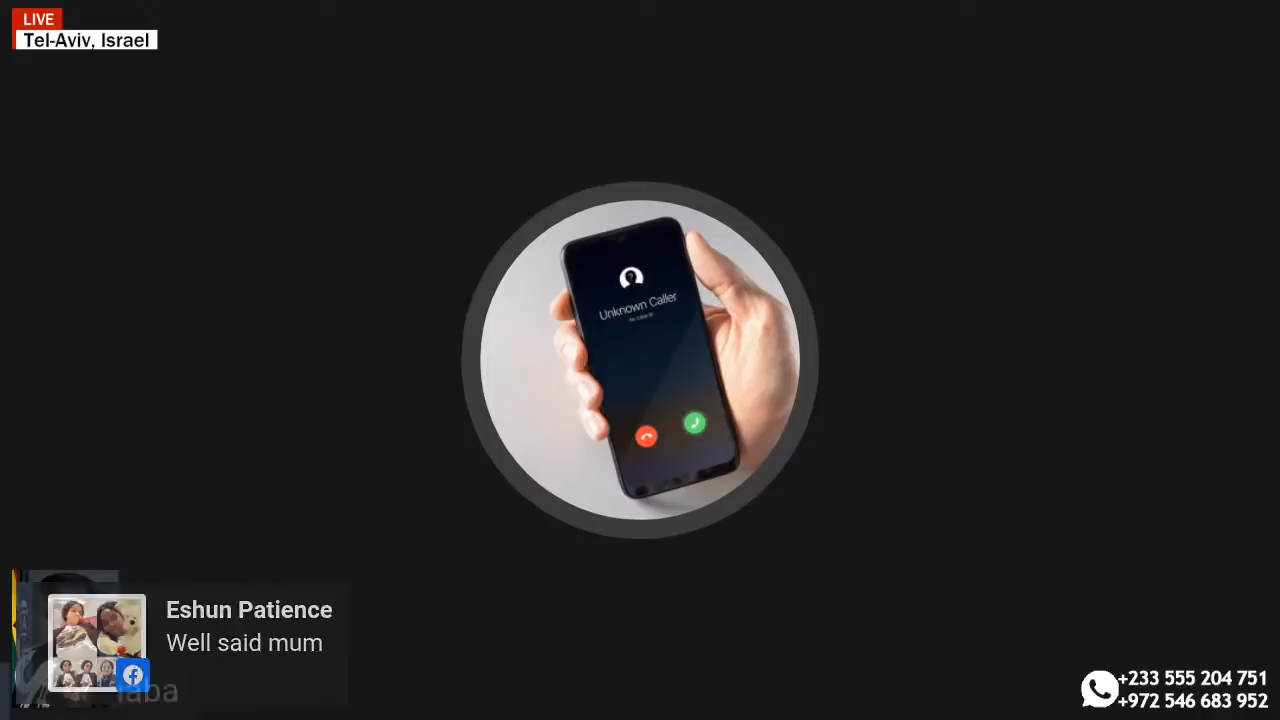 LIVE
Tel-Aviv, Israel
Unknown Caller
Eshun Patience
Well said mum
+233 555 204 751
+972 546 683 952